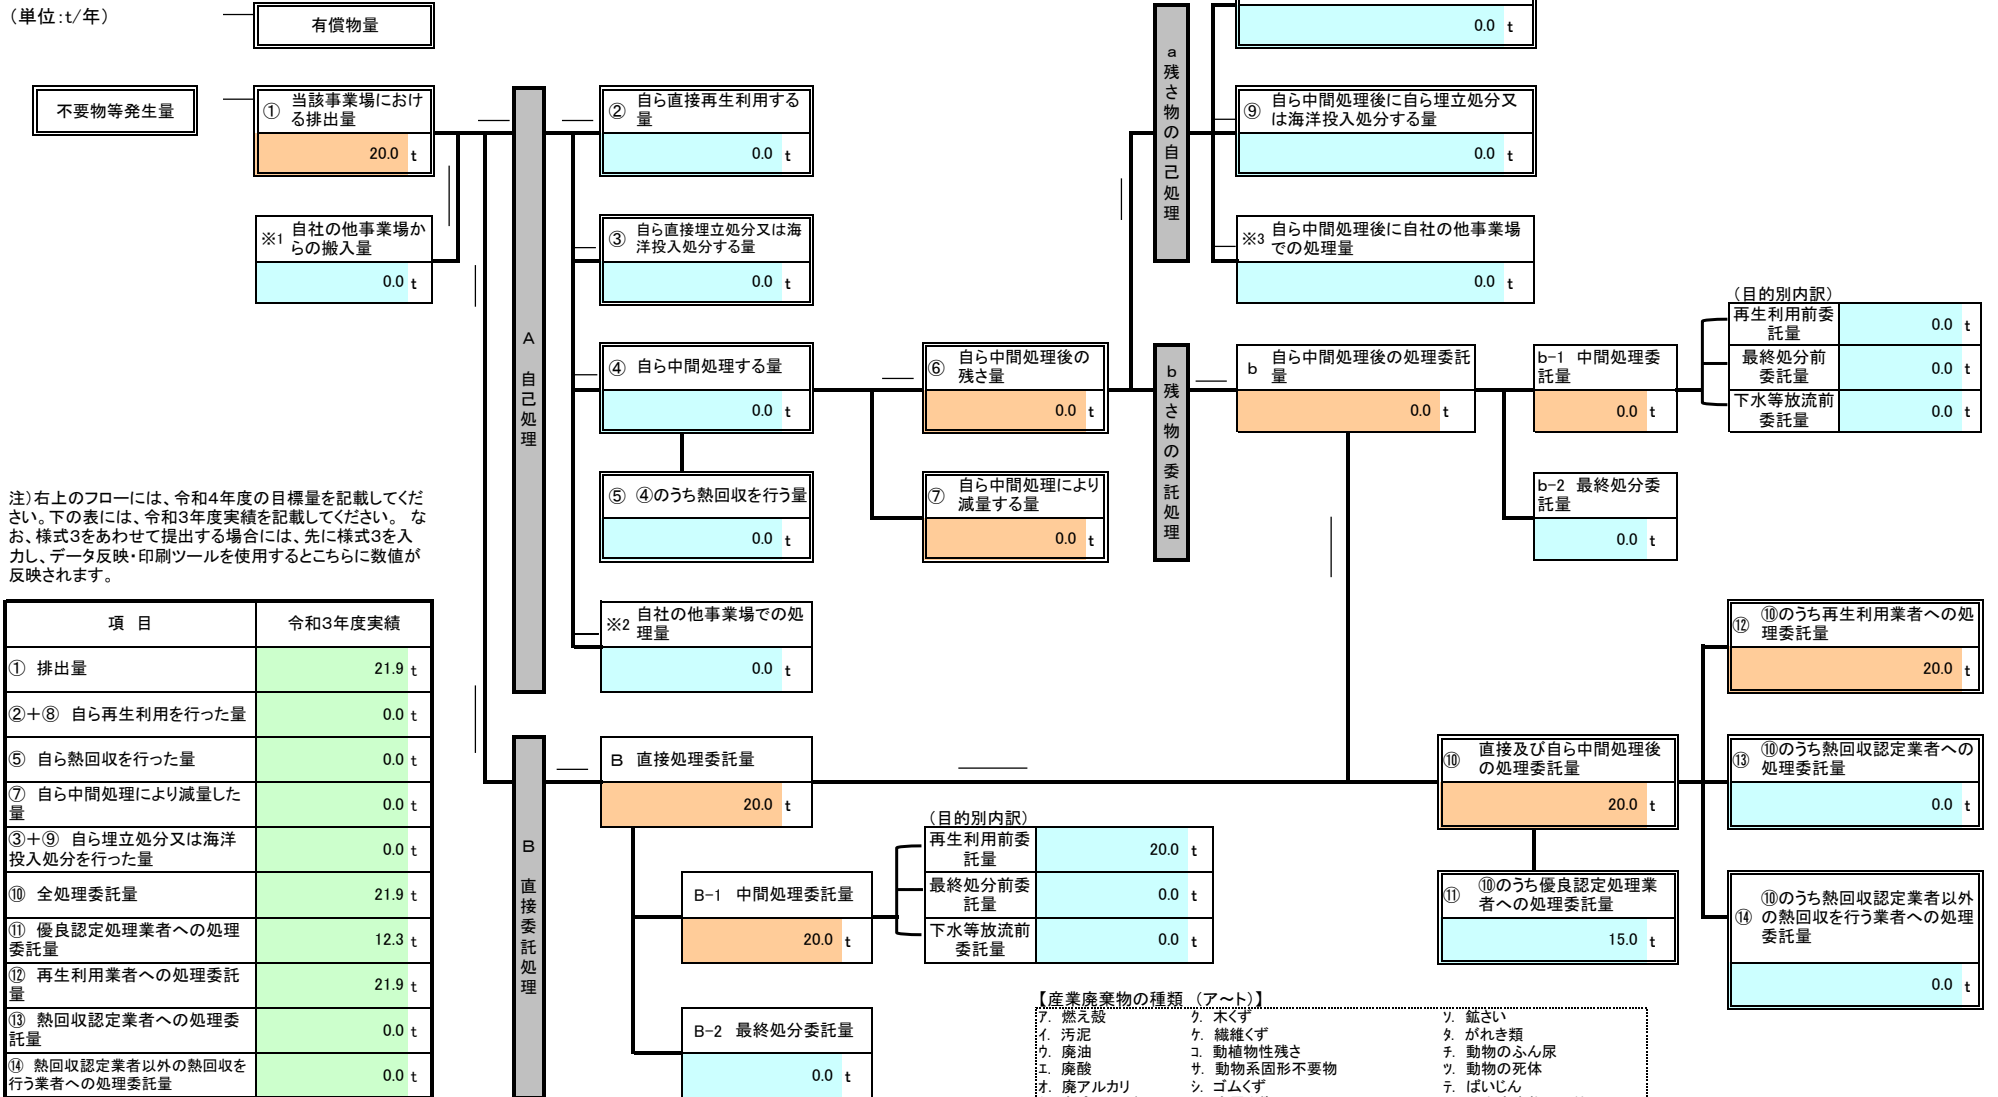 （単位:t/年）
有償物量
不要物等発生量
① 当該事業場におけ
る排出量
20.0 t
※1 自社の他事業場か
らの搬入量
0.0 t
A 自己処理
② 自ら直接再生利用する
量
0.0 t
③ 自ら直接埋立処分又は海
洋投入処分する量
0.0 t
④ 自ら中間処理する量
0.0 t
⑤ ④のうち熱回収を行う量
0.0 t
※2 自社の他事業場での処
理量
0.0 t
⑥ 自ら中間処理後の
残さ量
0.0 t
⑦ 自ら中間処理により
減量する量
0.0 t
a 残さ物の自己処理
0.0 t
⑨ 自ら中間処理後に自ら埋立処分又
は海洋投入処分する量
0.0 t
※3 自ら中間処理後に自社の他事業場
での処理量
0.0 t
b 残さ物の委託処理
b 自ら中間処理後の処理委託
量
0.0 t
b-1 中間処理委
託量
0.0 t
b-2 最終処分委
託量
0.0 t
（目的別内訳）
再生利用前委
託量
0.0 t
最終処分前
委託量
0.0 t
下水等放流前
委託量
0.0 t
注）右上のフローには、令和4年度の目標量を記載してくだ
さい。下の表には、令和3年度実績を記載してください。 な
お、様式3をあわせて提出する場合には、先に様式3を入
力し、データ反映・印刷ツールを使用するとこちらに数値が
反映されます。
項 目 令和3年度実績
① 排出量 21.9 t
②＋⑧ 自ら再生利用を行った量 0.0 t
⑤ 自ら熱回収を行った量 0.0 t
⑦ 自ら中間処理により減量した
量 0.0 t
③＋⑨ 自ら埋立処分又は海洋
投入処分を行った量 0.0 t
⑩ 全処理委託量 21.9 t
⑪ 優良認定処理業者への処理
委託量 12.3 t
⑫ 再生利用業者への処理委託
量 21.9 t
⑬ 熱回収認定業者への処理委
託量 0.0 t
⑭ 熱回収認定業者以外の熱回収を
行う業者への処理委託量 0.0 t
B 直接委託処理
B 直接処理委託量
20.0 t
B-1 中間処理委託量
20.0 t
B-2 最終処分委託量
0.0 t
（目的別内訳）
再生利用前委
託量
20.0 t
最終処分前委
託量
0.0 t
下水等放流前
委託量
0.0 t
⑩ 直接及び自ら中間処理後
の処理委託量
20.0 t
⑪ ⑩のうち優良認定処理業
者への処理委託量
15.0 t
⑫ ⑩のうち再生利用業者への処
理委託量
20.0 t
⑬ ⑩のうち熱回収認定業者への
処理委託量
0.0 t
⑭ ⑩のうち熱回収認定業者以外
の熱回収を行う業者への処理
委託量
0.0 t
【産業廃棄物の種類 （ア～ト）】
ア. 燃え殻 ク. 木くず ソ. 鉱さい
イ. 汚泥 ケ. 繊維くず タ. がれき類
ウ. 廃油 コ. 動植物性残さ チ. 動物のふん尿
エ. 廃酸 サ. 動物系固形不要物 ツ. 動物の死体
オ. 廃アルカリ シ. ゴムくず テ. ばいじん